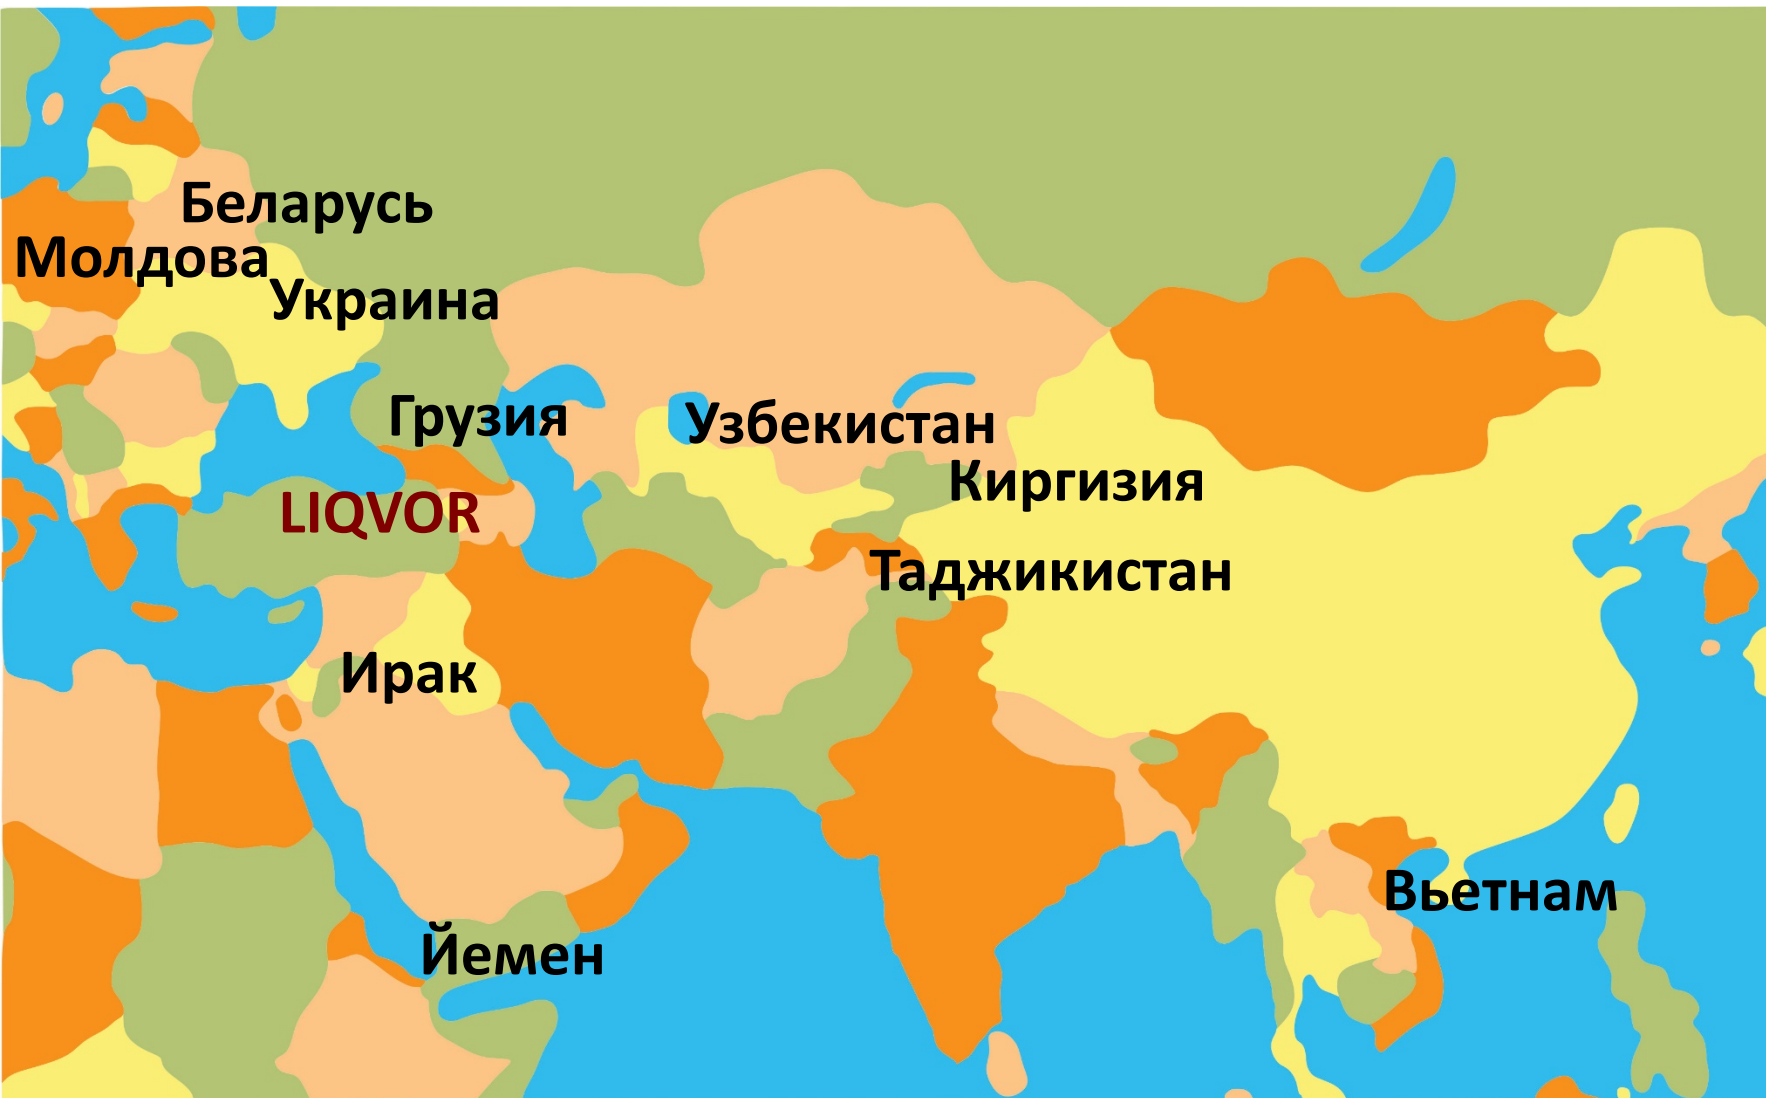 Беларусь
Молдова
Украина
Грузия
Узбекистан
Киргизия
LIQVOR
Таджикистан
Ирак
Вьетнам
Йемен